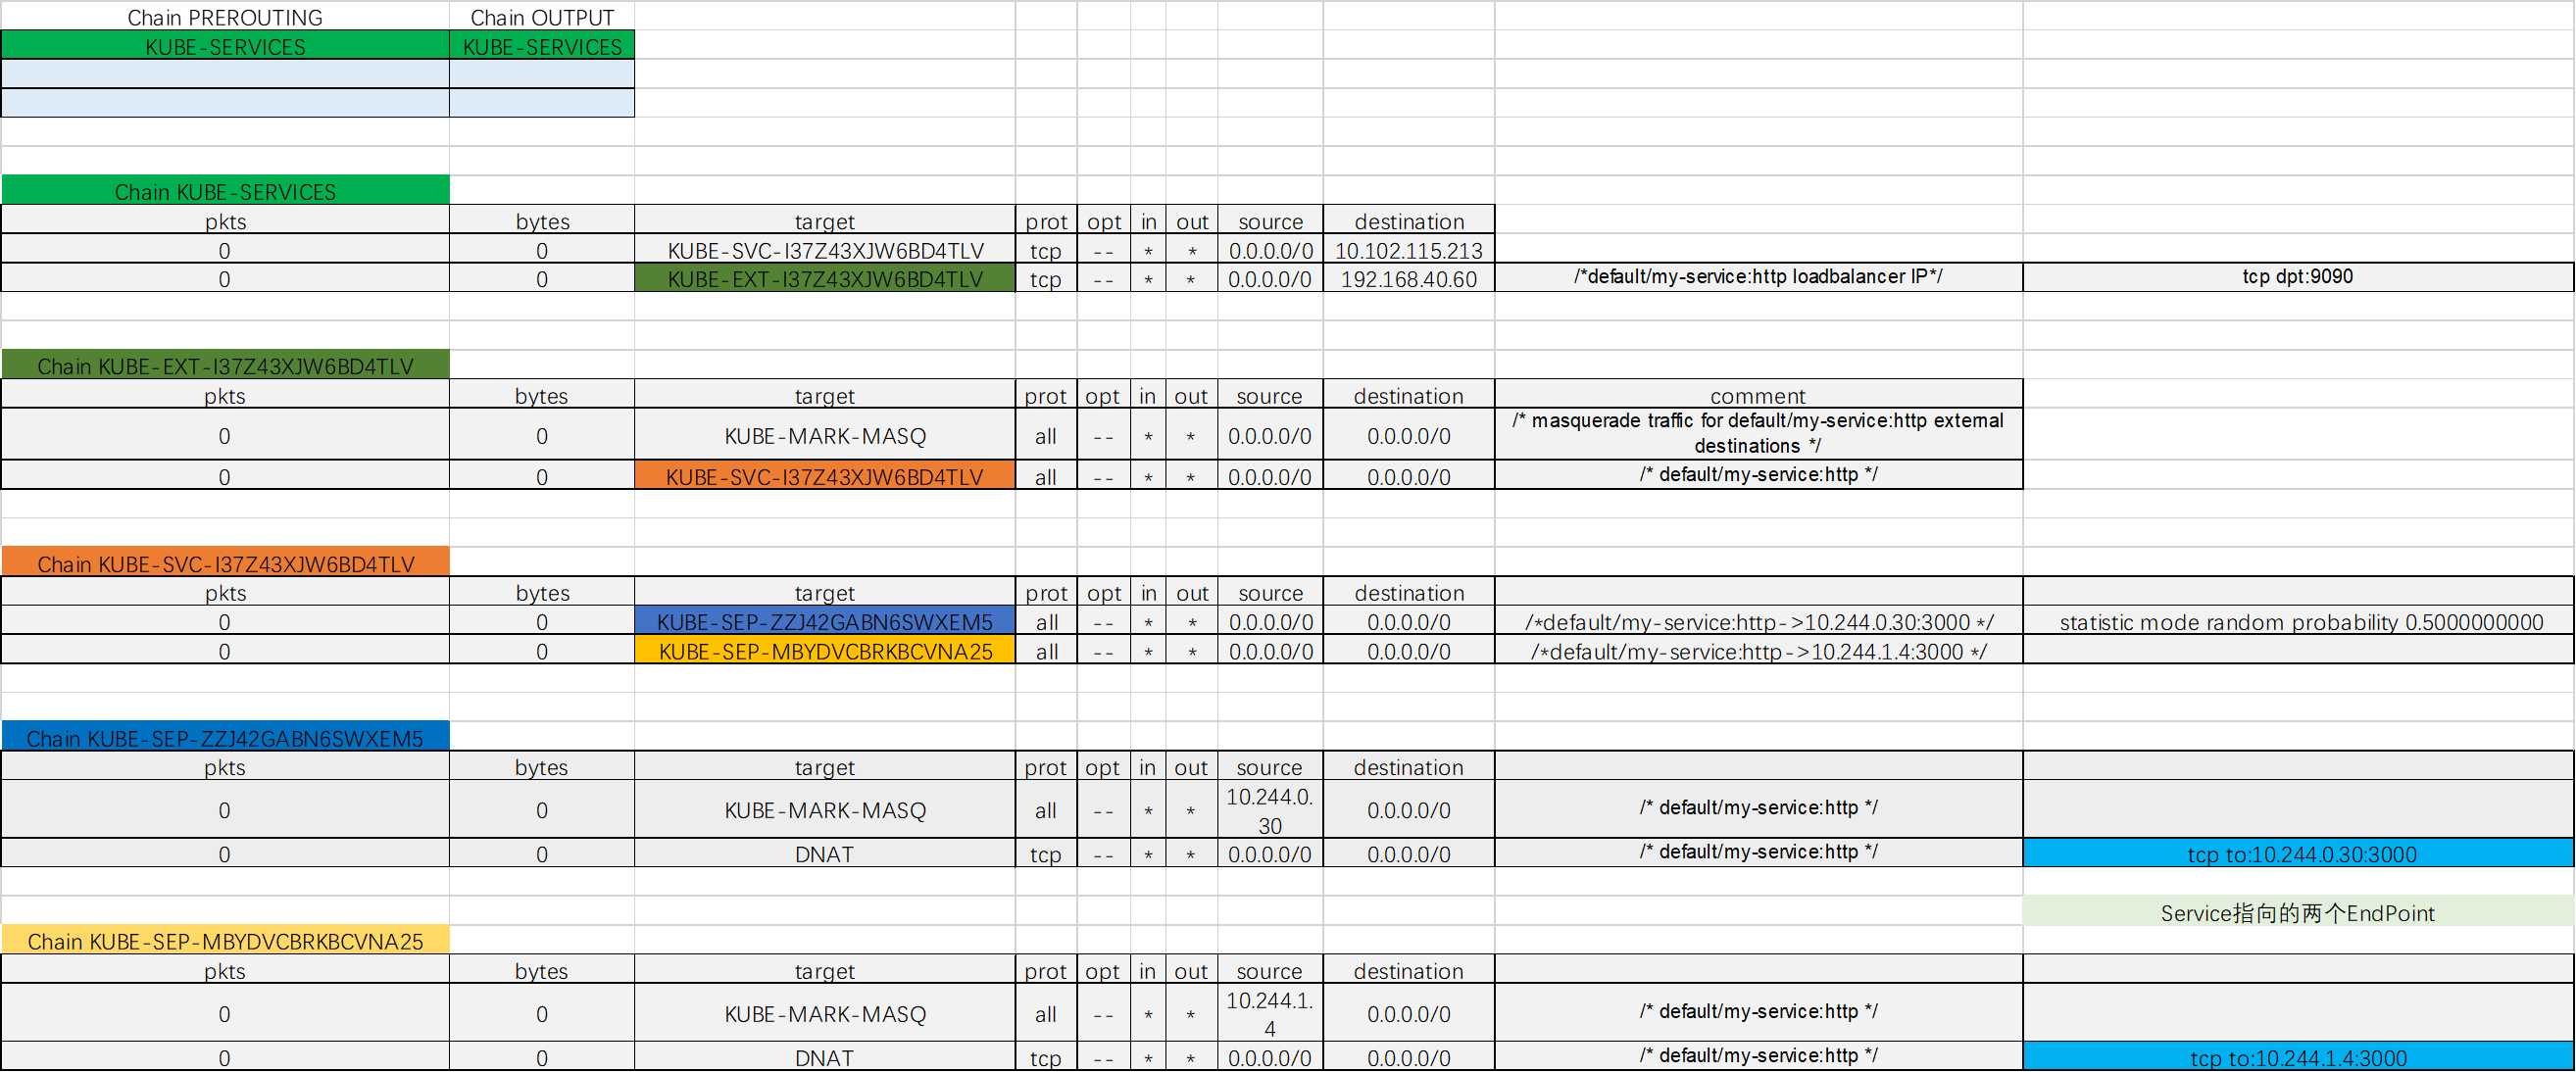 Chain PREROUTING Chain OUTPUT
KUBE-SERVICES KUBE-SERVICES
Chain KUBE-SERVICES
pkts bytes target prot opt in out source destination
0 0 KUBE-SVC-I37Z43XJW6BD4TLV tcp -- * * 0.0.0.0/0 10.102.115.213
0 0 KUBE-EXT-I37Z43XJW6BD4TLV tcp -- * * 0.0.0.0/0 192.168.40.60 /*default/my-service:http loadbalancer IP*/ tcp dpt:9090
Chain KUBE-EXT-I37Z43XJW6BD4TLV
pkts bytes target prot opt in out source destination comment
0 0 KUBE-MARK-MASQ all -- * * 0.0.0.0/0 0.0.0.0/0 /* masquerade traffic for default/my-service:http external
destinations */
0 0 KUBE-SVC-I37Z43XJW6BD4TLV all -- * * 0.0.0.0/0 0.0.0.0/0 /* default/my-service:http */
Chain KUBE-SVC-I37Z43XJW6BD4TLV
pkts bytes target prot opt in out source destination
0 0 KUBE-SEP-ZZJ42GABN6SWXEM5 all -- * * 0.0.0.0/0 0.0.0.0/0 /*default/my-service:http->10.244.0.30:3000 */ statistic mode random probability 0.5000000000
0 0 KUBE-SEP-MBYDVCBRKBCVNA25 all -- * * 0.0.0.0/0 0.0.0.0/0 /*default/my-service:http->10.244.1.4:3000 */
Chain KUBE-SEP-ZZJ42GABN6SWXEM5
pkts bytes target prot opt in out source destination
0 0 KUBE-MARK-MASQ all -- * * 10.244.0.
30 0.0.0.0/0 /* default/my-service:http */
0 0 DNAT tcp -- * * 0.0.0.0/0 0.0.0.0/0 /* default/my-service:http */ tcp to:10.244.0.30:3000
Service指向的两个EndPoint
Chain KUBE-SEP-MBYDVCBRKBCVNA25
pkts bytes target prot opt in out source destination
0 0 KUBE-MARK-MASQ all -- * * 10.244.1.
4 0.0.0.0/0 /* default/my-service:http */
0 0 DNAT tcp -- * * 0.0.0.0/0 0.0.0.0/0 /* default/my-service:http */ tcp to:10.244.1.4:3000